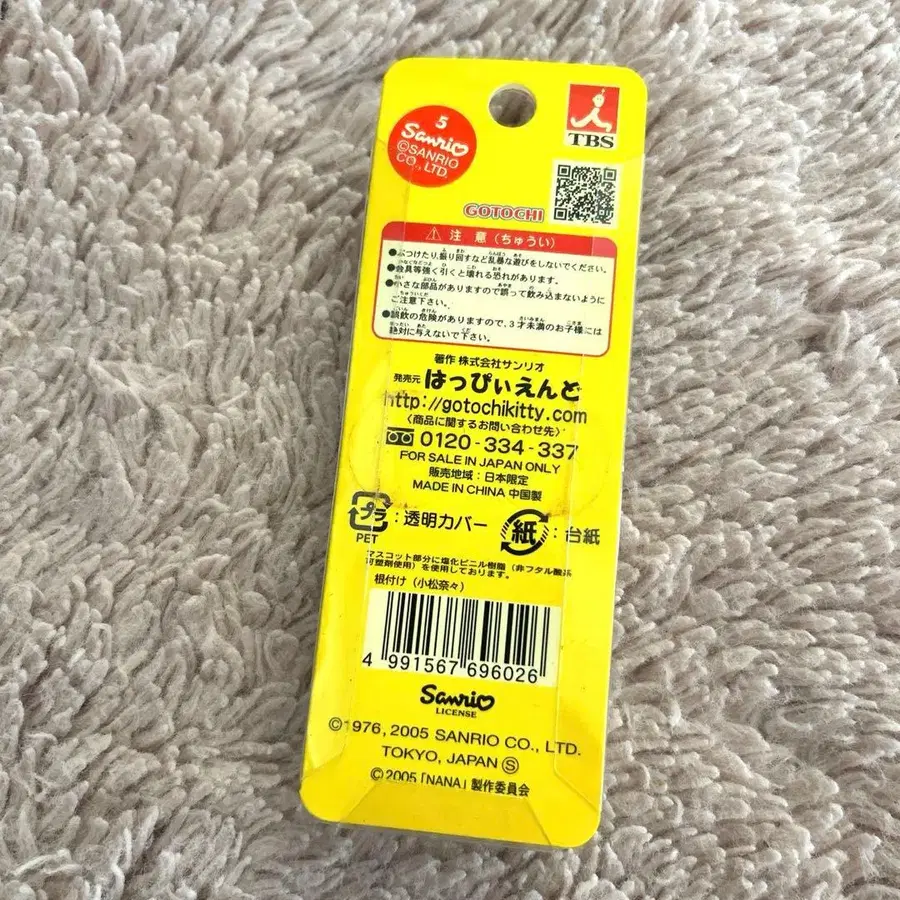 5
Sanrio
©SANRIO
CO., LTD.
TBS
GOTOCHI
注 意 (ちゅうい)
●ぶつけたり、振り回すなど乱暴な遊びをしないでください。
●金具等強く引くと壊れる恐れがあります。
●小さな部品がありますので誤って飲み込まないように
ご注意下さい。
●誤飲の危険がありますので、3才未満のお子様には
絶対に与えないで下さい。
著作 株式会社サンリオ
発売元 はっぴぃえんど
http://gotochikitty.com
〈商品に関するお問い合わせ先〉
0120-334-337
FOR SALE IN JAPAN ONLY
販売地域:日本限定
MADE IN CHINA 中国製
プラ : 透明カバー 紙 : 台紙
PET
マスコット部分に塩化ビニル樹脂 (非フタル酸系
可塑剤使用) を使用しております。
根付け (小松奈々)
4 991567 696026
Sanrio
LICENSE
©1976, 2005 SANRIO CO., LTD.
TOKYO, JAPAN Ⓢ
©2005「NANA」製作委員会